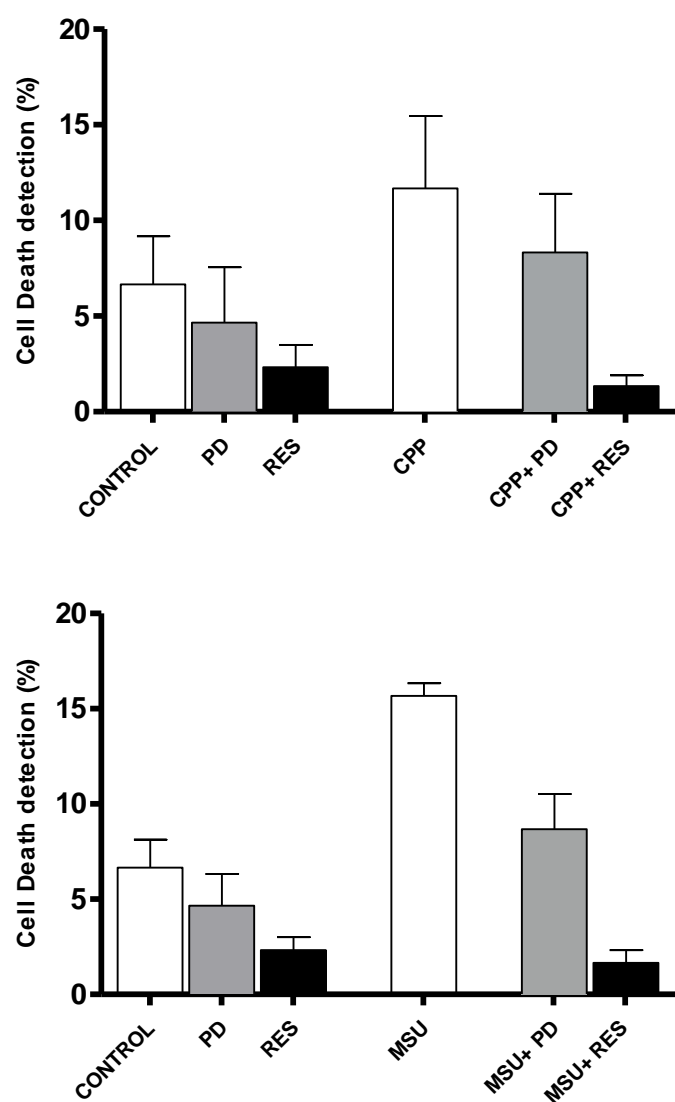 20
15
10
5
0
Cell Death detection (%)
CONTROL
PD
RES
CPP
CPP+ PD
CPP+ RES
20
15
10
5
0
Cell Death detection (%)
CONTROL
PD
RES
MSU
MSU+ PD
MSU+ RES